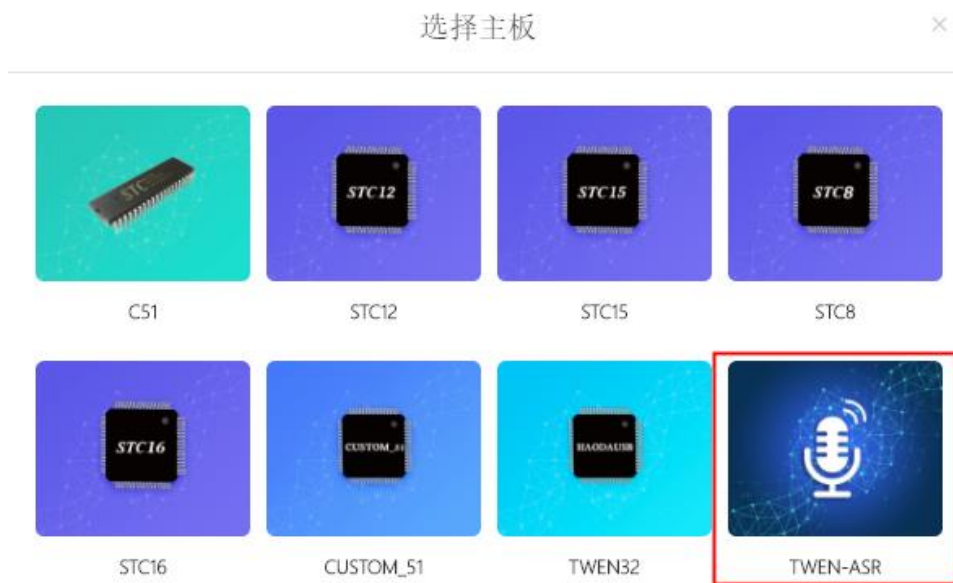 选择主板
STC
STC12
STC15
STC8
C51
STC12
STC15
STC8
STC16
CUSTOM_51
HAODAUSB
STC16
CUSTOM_51
TWEN32
TWEN-ASR